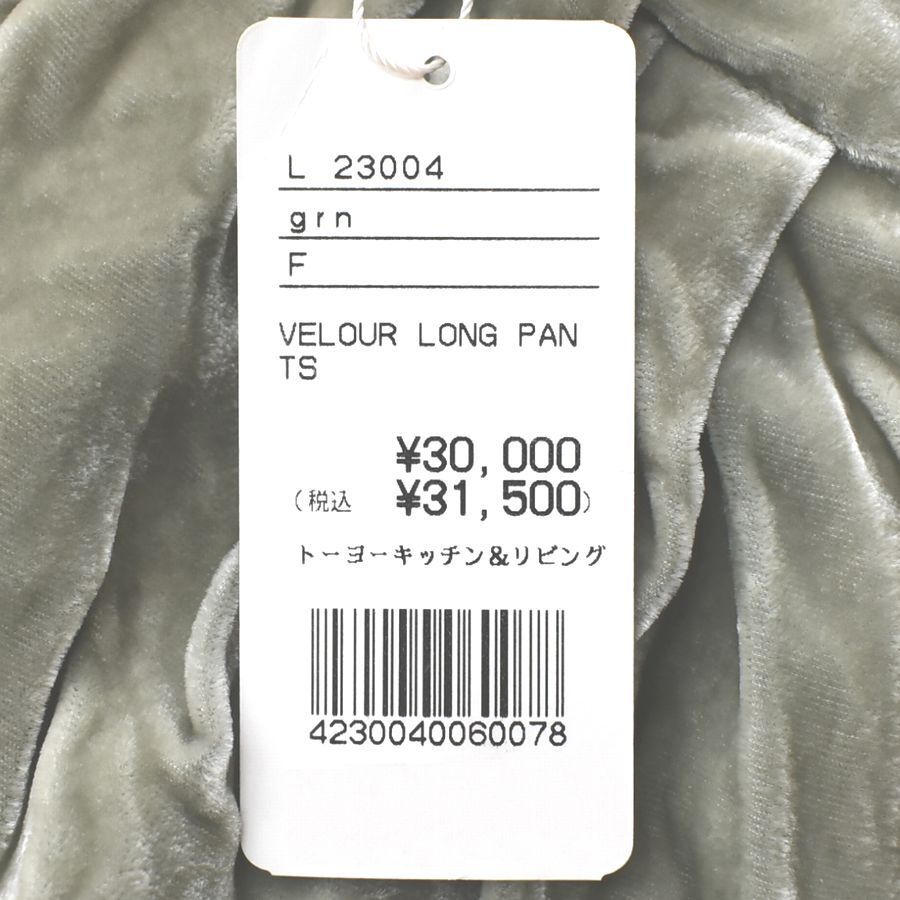 L 23004
grn
F
VELOUR LONG PAN
TS
¥30,000
(税込 ¥31,500)
トーヨーキッチン&リビング
4230040060078